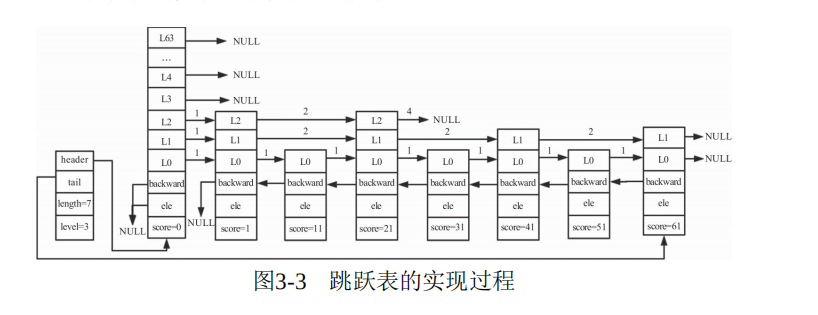 L63
NULL
...
L4
NULL
L3
NULL
L2
1
L2
2
L2
4
NULL
L1
1
L1
2
L1
2
L1
2
L1
NULL
header
L0
1
L0
1
L0
1
L0
1
L0
1
L0
1
L0
1
L0
NULL
tail
backward
backward
backward
backward
backward
backward
backward
backward
length=7
ele
ele
ele
ele
ele
ele
ele
ele
level=3
NULL
score=0
NULL
score=1
score=11
score=21
score=31
score=41
score=51
score=61
图3-3 跳跃表的实现过程